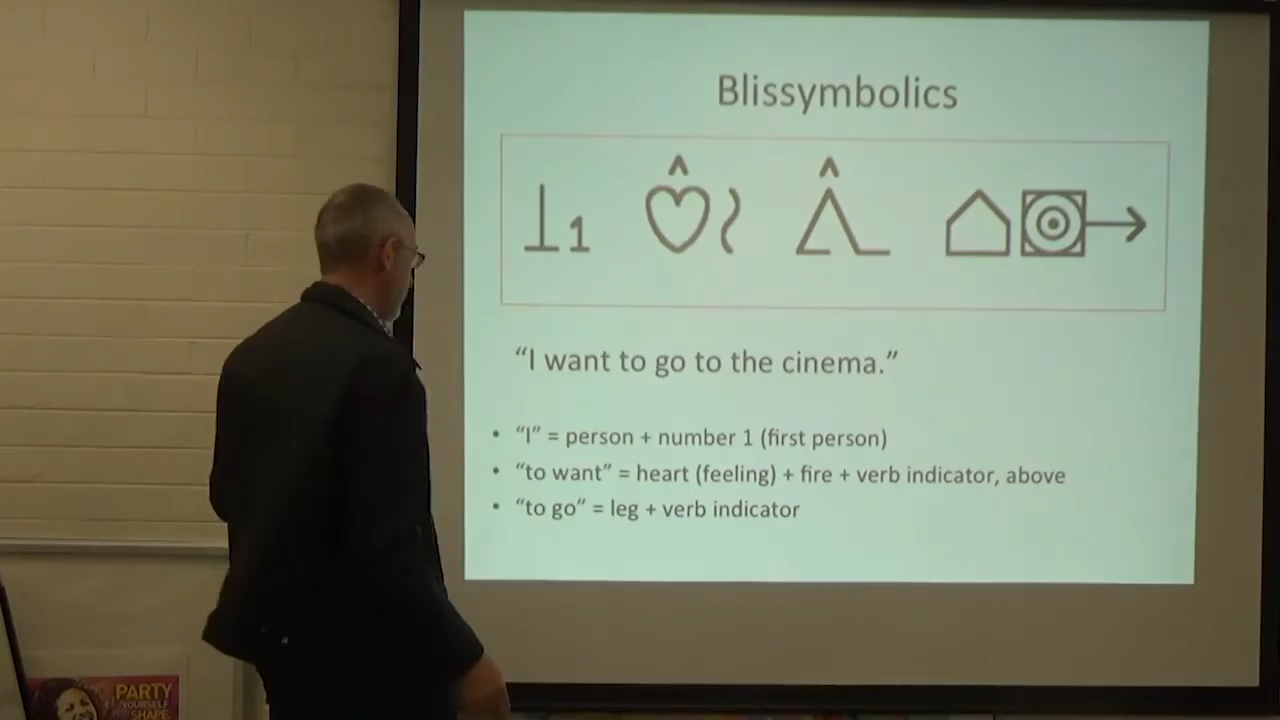 Blissymbolics
1
“I want to go to the cinema.”
• “I” = person + number 1 (first person)
• “to want” = heart (feeling) + fire + verb indicator, above
• “to go” = leg + verb indicator
PARTY
YOURSELF
SHAPE